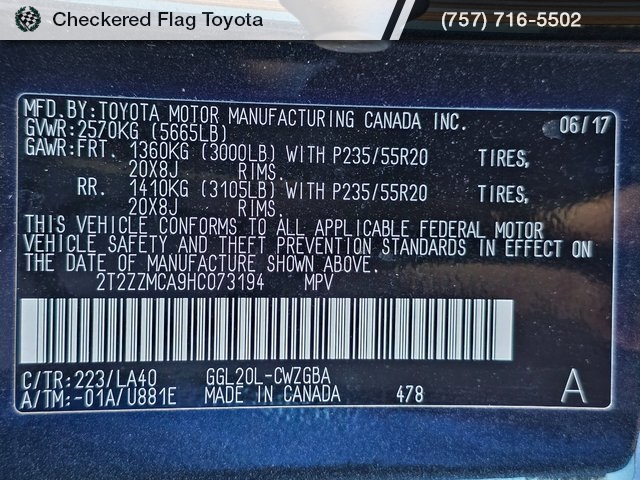 Checkered Flag Toyota
(757) 716-5502
MFD.BY:TOYOTA MOTOR MANUFACTURING CANADA INC. 06/17
GVWR:2570KG (5665LB)
GAWR:FRT. 1360KG (3000LB) WITH P235/55R20 TIRES,
20X8J RIMS.
RR. 1410KG (3105LB) WITH P235/55R20 TIRES,
20X8J RIMS.
THIS VEHICLE CONFORMS TO ALL APPLICABLE FEDERAL MOTOR
VEHICLE SAFETY AND THEFT PREVENTION STANDARDS IN EFFECT ON
THE DATE OF MANUFACTURE SHOWN ABOVE.
2T2ZZMCA9HC073194 MPV
C/TR:223/LA40 GGL20L-CWZGBA
A/TM:-01A/U881E MADE IN CANADA 478 A